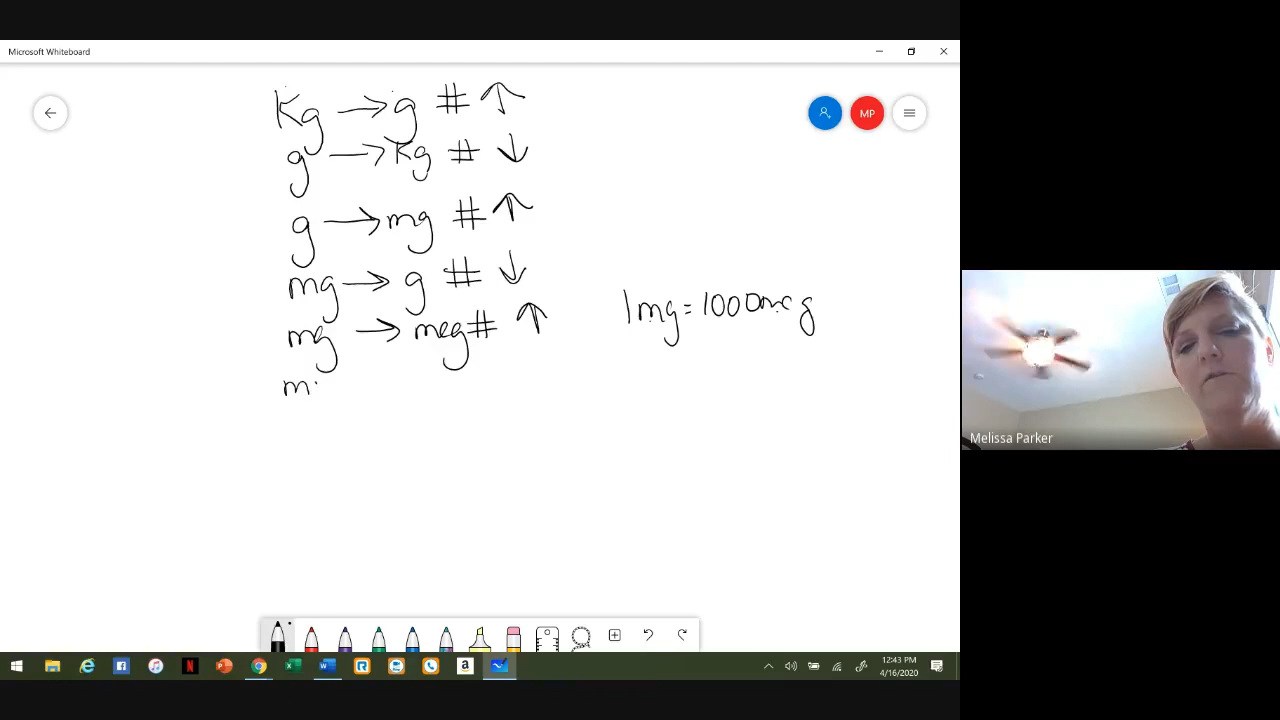 Microsoft Whiteboard
MP
Kg → g # ↑
g → Kg # ↓
g → mg # ↑
mg → g # ↓
mg → mcg # ↑
1mg = 1000mcg
m
Melissa Parker
12:43 PM
4/16/2020